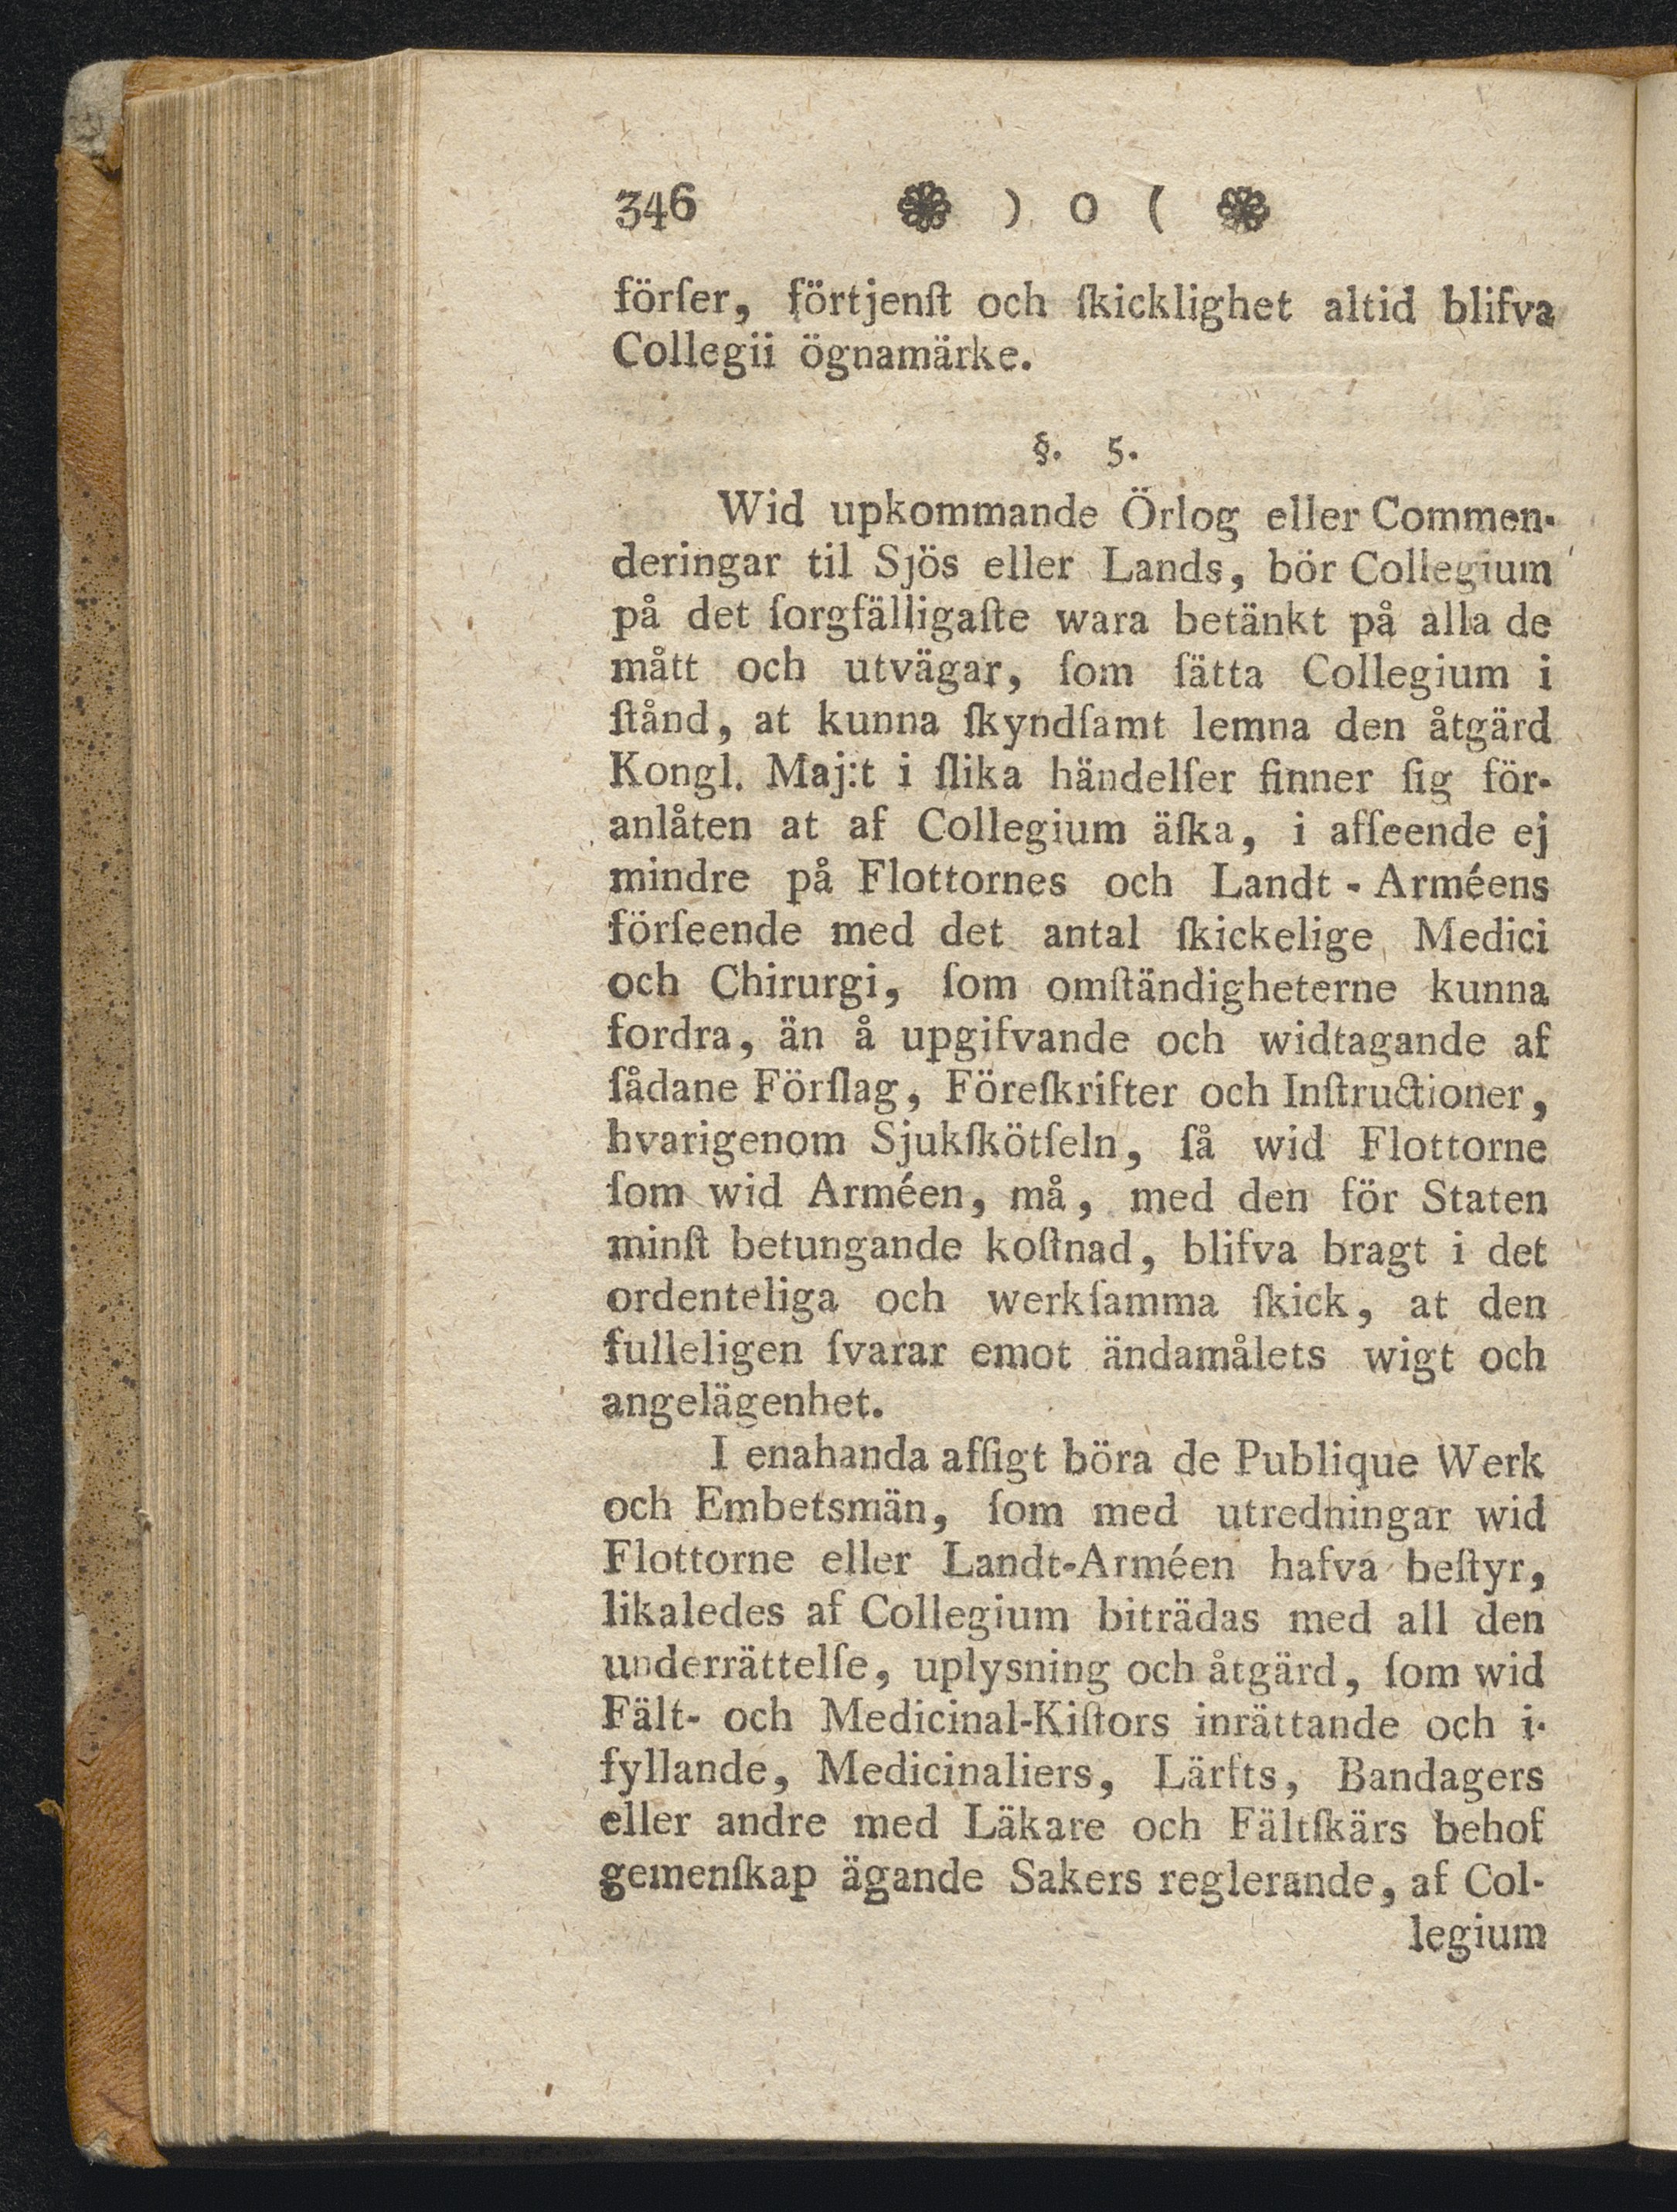 346 ❁ ) o ( ❁
förſer, förtjenſt och ſkicklighet altid blifva
Collegii ögnamärke.
§. 5.
Wid upkommande Örlog eller Commen-
deringar til Sjös eller Lands, bör Collegium
på det ſorgfälligaſte wara betänkt på alla de
mått och utvägar, ſom ſätta Collegium i
ſtånd, at kunna ſkyndſamt lemna den åtgärd
Kongl. Maj:t i ſlika händelſer finner ſig för-
anlåten at af Collegium äſka, i afſeende ej
mindre på Flottornes och Landt-Arméens
förſeende med det antal ſkickelige Medici
och Chirurgi, ſom omſtändigheterne kunna
fordra, än å upgifvande och widtagande af
ſådane Förſlag, Föreſkrifter och Inſtructioner,
hvarigenom Sjukſkötſeln, ſå wid Flottorne
ſom wid Arméen, må, med den för Staten
minſt betungande koſtnad, blifva bragt i det
ordenteliga och werkſamma ſkick, at den
fulleligen ſvarar emot ändamålets wigt och
angelägenhet.
I enahanda afſigt böra de Publique Werk
och Embetsmän, ſom med utredningar wid
Flottorne eller Landt-Arméen hafva beſtyr,
likaledes af Collegium biträdas med all den
underrättelſe, uplysning och åtgärd, ſom wid
Fält- och Medicinal-Kiſtors inrättande och i-
fyllande, Medicinaliers, Lärfts, Bandagers
eller andre med Läkare och Fältſkärs behof
gemenſkap ägande Sakers reglerande, af Col-
legium